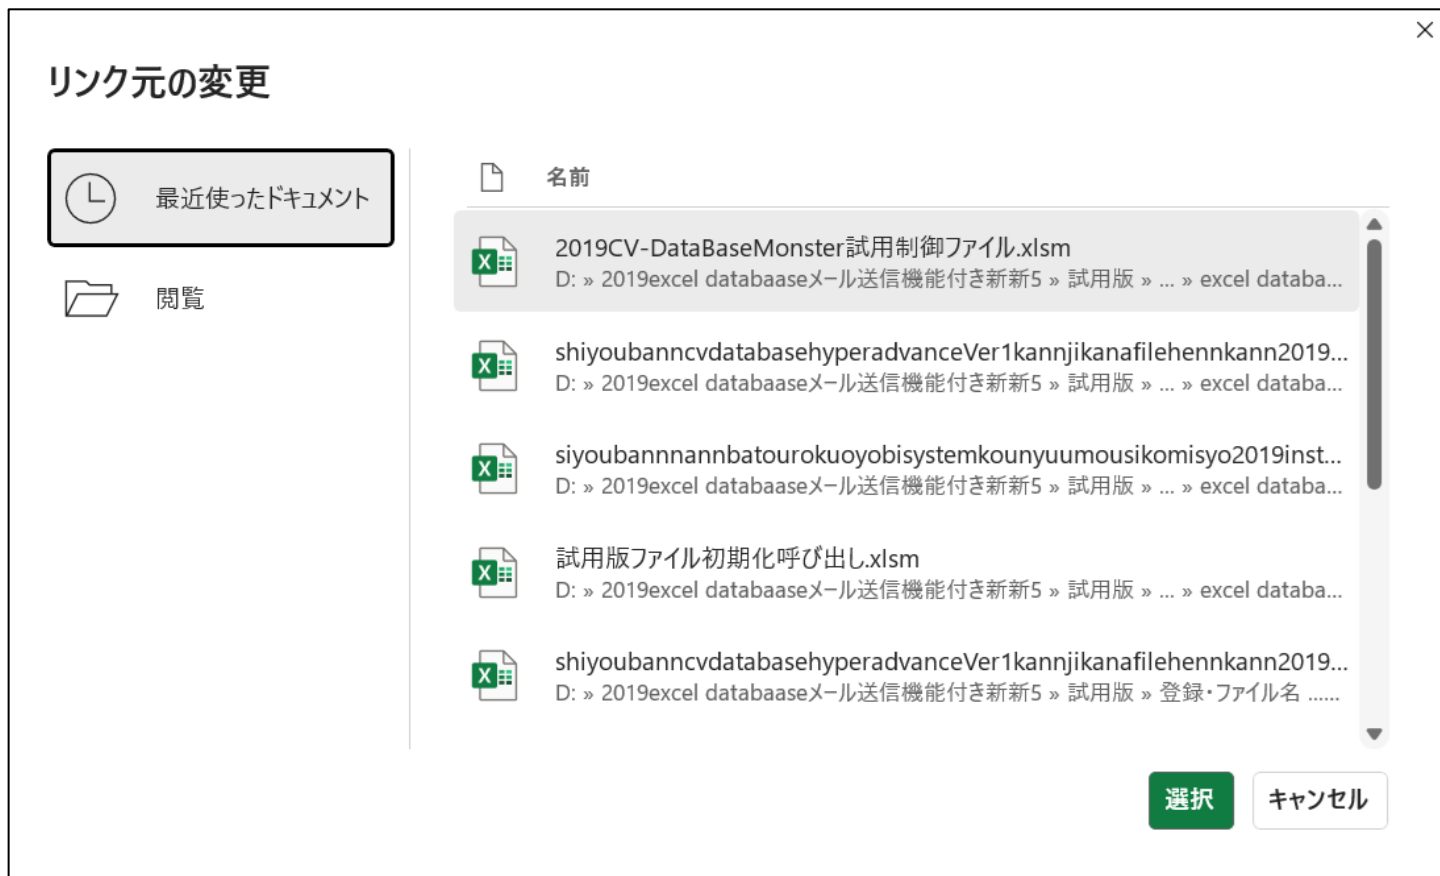 リンク元の変更
最近使ったドキュメント
閲覧
名前
2019CV-DataBaseMonster試用制御ファイル.xlsm
D: » 2019excel databaaseメール送信機能付き新新5 » 試用版 » ... » excel databa...
shiyoubanncvdatabasehyperadvanceVer1kannjikanafilehennkann2019...
D: » 2019excel databaaseメール送信機能付き新新5 » 試用版 » ... » excel databa...
siyoubannnannbatourokuoyobisystemkounyuumousikomisyo2019inst...
D: » 2019excel databaaseメール送信機能付き新新5 » 試用版 » ... » excel databa...
試用版ファイル初期化呼び出し.xlsm
D: » 2019excel databaaseメール送信機能付き新新5 » 試用版 » ... » excel databa...
shiyoubanncvdatabasehyperadvanceVer1kannjikanafilehennkann2019...
D: » 2019excel databaaseメール送信機能付き新新5 » 試用版 » 登録・ファイル名 ......
選択
キャンセル